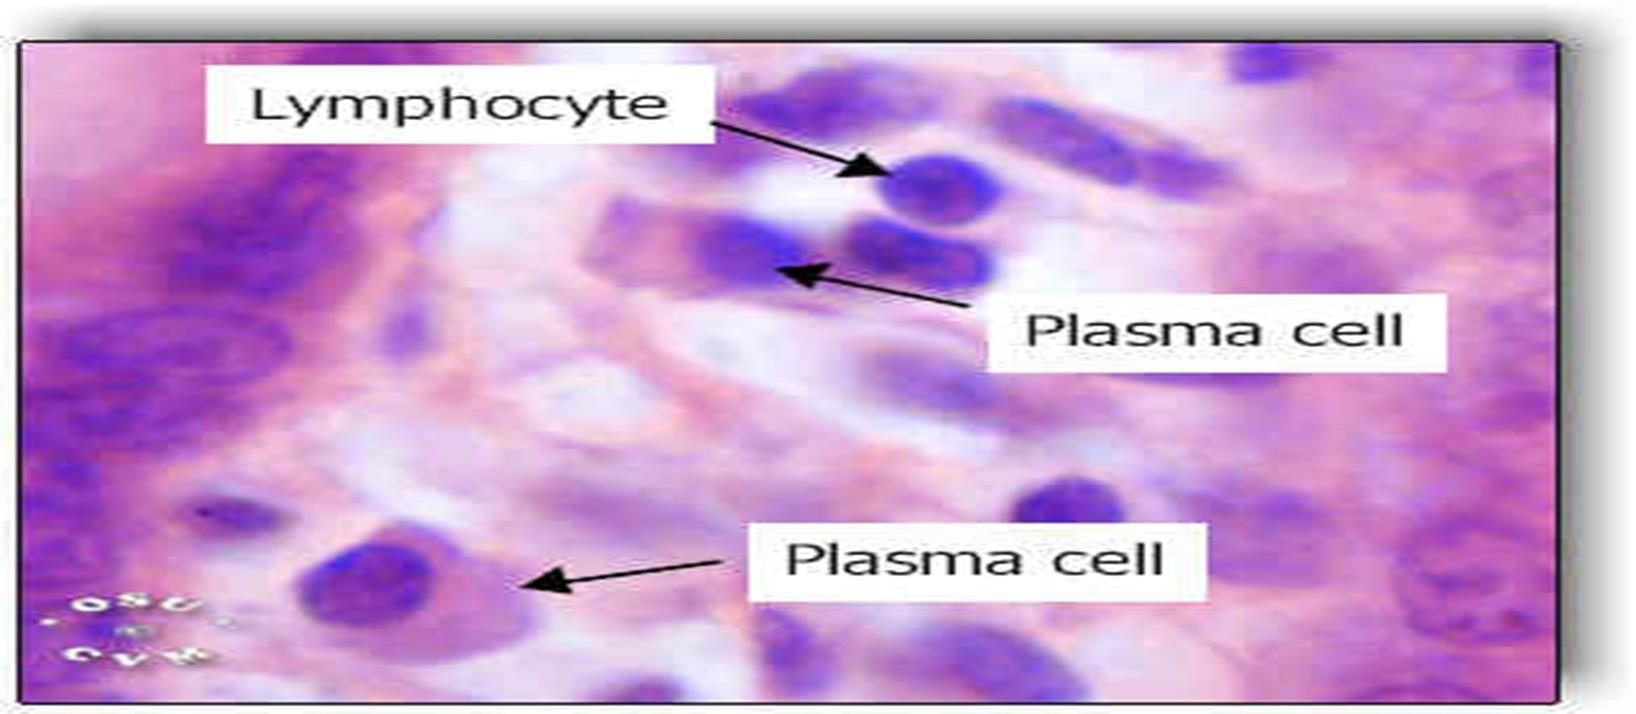 Lymphocyte
Plasma cell
Plasma cell
OSU
CVM